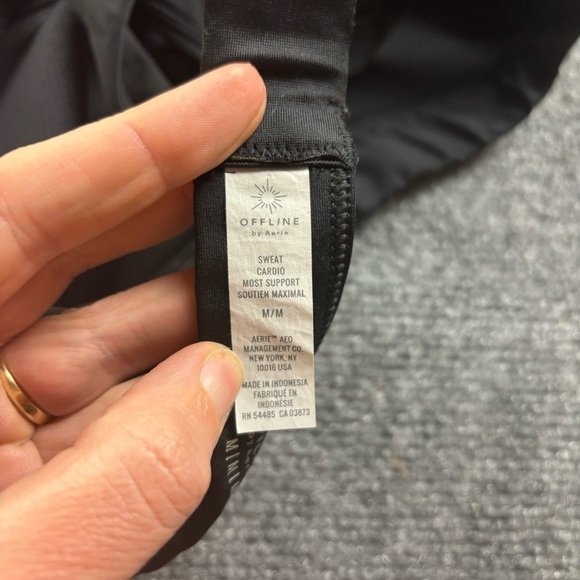 OFFLINE
by Aerie
SWEAT
CARDIO
MOST SUPPORT
SOUTIEN MAXIMAL
M/M
AERIE™ AEO
MANAGEMENT CO.
NEW YORK, NY
10016 USA
MADE IN INDONESIA
FABRIQUÉ EN
INDONÉSIE
RN 54485 CA 03873